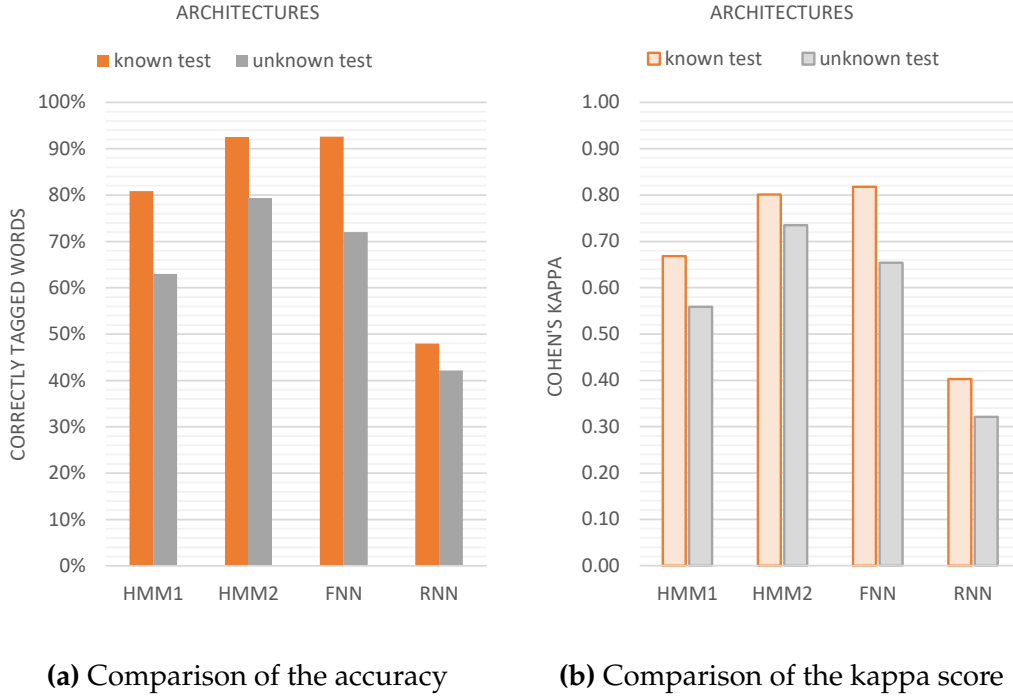 ARCHITECTURES
known test unknown test
100%
90%
80%
70%
60%
50%
40%
30%
20%
10%
0%
CORRECTLY TAGGED WORDS
HMM1 HMM2 FNN RNN
(a) Comparison of the accuracy
ARCHITECTURES
known test unknown test
1.00
0.90
0.80
0.70
0.60
0.50
0.40
0.30
0.20
0.10
0.00
COHEN'S KAPPA
HMM1 HMM2 FNN RNN
(b) Comparison of the kappa score